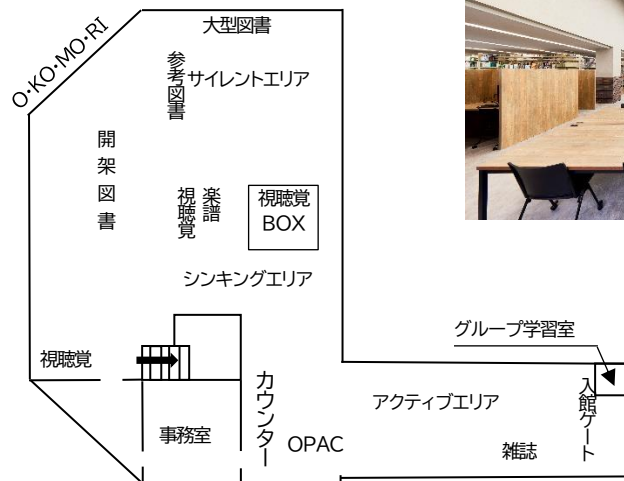 大型図書
O・KO・MO・RI
参考図書
サイレントエリア
開架図書
視聴覚
楽譜
視聴覚
BOX
シンキングエリア
グループ学習室
視聴覚
カウンター
アクティブエリア
入館ゲート
事務室
OPAC
雑誌